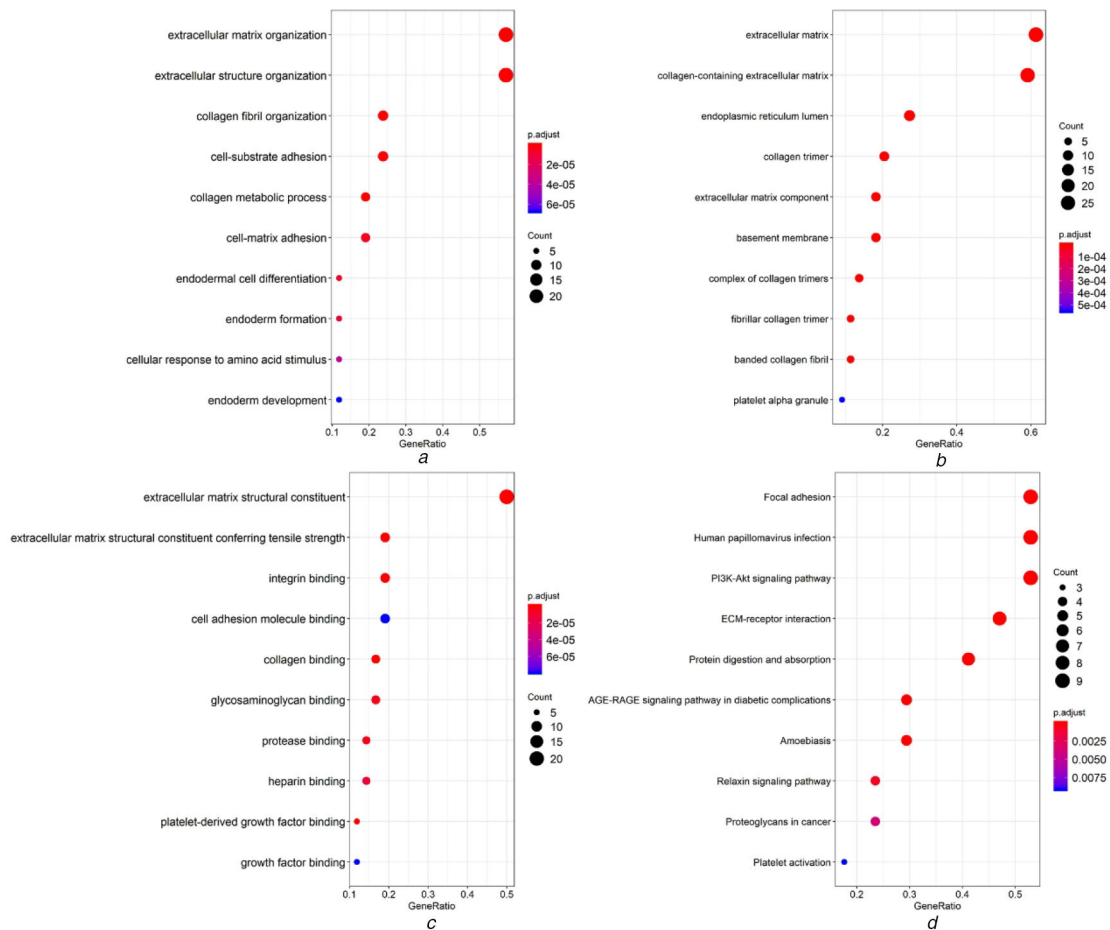 extracellular matrix organization
extracellular structure organization
collagen fibril organization
cell-substrate adhesion
collagen metabolic process
cell-matrix adhesion
endodermal cell differentiation
endoderm formation
cellular response to amino acid stimulus
endoderm development
0.1 0.2 0.3 0.4 0.5
GeneRatio
p.adjust
2e-05
4e-05
6e-05
Count
5
10
15
20
a
extracellular matrix
collagen-containing extracellular matrix
endoplasmic reticulum lumen
collagen trimer
extracellular matrix component
basement membrane
complex of collagen trimers
fibrillar collagen trimer
banded collagen fibril
platelet alpha granule
0.2 0.4 0.6
GeneRatio
Count
5
10
15
20
25
p.adjust
1e-04
2e-04
3e-04
4e-04
5e-04
b
extracellular matrix structural constituent
extracellular matrix structural constituent conferring tensile strength
integrin binding
cell adhesion molecule binding
collagen binding
glycosaminoglycan binding
protease binding
heparin binding
platelet-derived growth factor binding
growth factor binding
0.1 0.2 0.3 0.4 0.5
GeneRatio
p.adjust
2e-05
4e-05
6e-05
Count
5
10
15
20
c
Focal adhesion
Human papillomavirus infection
PI3K-Akt signaling pathway
ECM-receptor interaction
Protein digestion and absorption
AGE-RAGE signaling pathway in diabetic complications
Amoebiasis
Relaxin signaling pathway
Proteoglycans in cancer
Platelet activation
0.2 0.3 0.4 0.5
GeneRatio
Count
3
4
5
6
7
8
9
p.adjust
0.0025
0.0050
0.0075
d